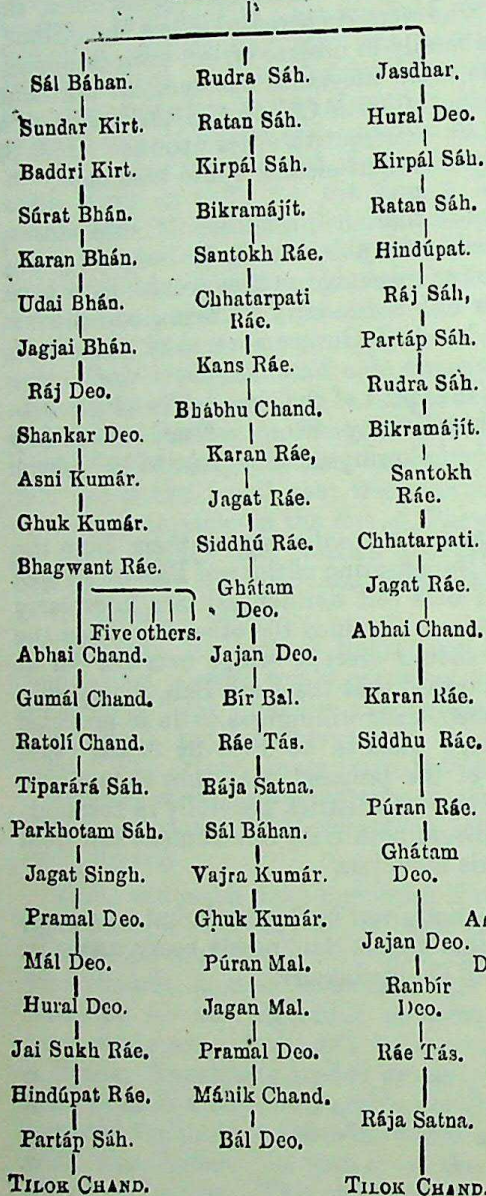 Sál Báhan.
Sundar Kirt.
Baddri Kirt.
Súrat Bhán.
Karan Bhán.
Udai Bhán.
Jagjai Bhán.
Ráj Deo.
Shankar Deo.
Asni Kumár.
Ghuk Kumár.
Bhagwant Ráe.
Five others.
Abhai Chand.
Gumál Chand.
Ratolí Chand.
Tiparárá Sáh.
Parkhotam Sáh.
Jagat Singh.
Pramal Deo.
Mál Deo.
Hural Deo.
Jai Sukh Ráe.
Hindúpat Ráe.
Partáp Sáh.
TILOK CHAND.
Rudra Sáh.
Ratan Sáh.
Kirpál Sáh.
Bikramájít.
Santokh Ráe.
Chhatarpati
Ráe.
Kans Ráe.
Bhábhu Chand.
Karan Ráe,
Jagat Ráe.
Siddhú Ráe.
Ghátam
Deo.
Jajan Deo.
Bír Bal.
Ráe Tás.
Rája Satna.
Sál Báhan.
Vajra Kumár.
Ghuk Kumár.
Púran Mal.
Jagan Mal.
Pramal Deo.
Mánik Chand.
Bál Deo.
Jasdhar.
Hural Deo.
Kirpál Sáh.
Ratan Sáh.
Hindúpat.
Ráj Sáh,
Partáp Sáh.
Rudra Sáh.
Bikramájít.
Santokh
Ráe.
Chhatarpati.
Jagat Ráe.
Abhai Chand.
Karan Ráe.
Siddhu Ráe.
Púran Ráe.
Ghátam
Deo.
Jajan Deo.
Ranbír
Deo.
Ráe Tás.
Rája Satna.
TILOK CHAND.